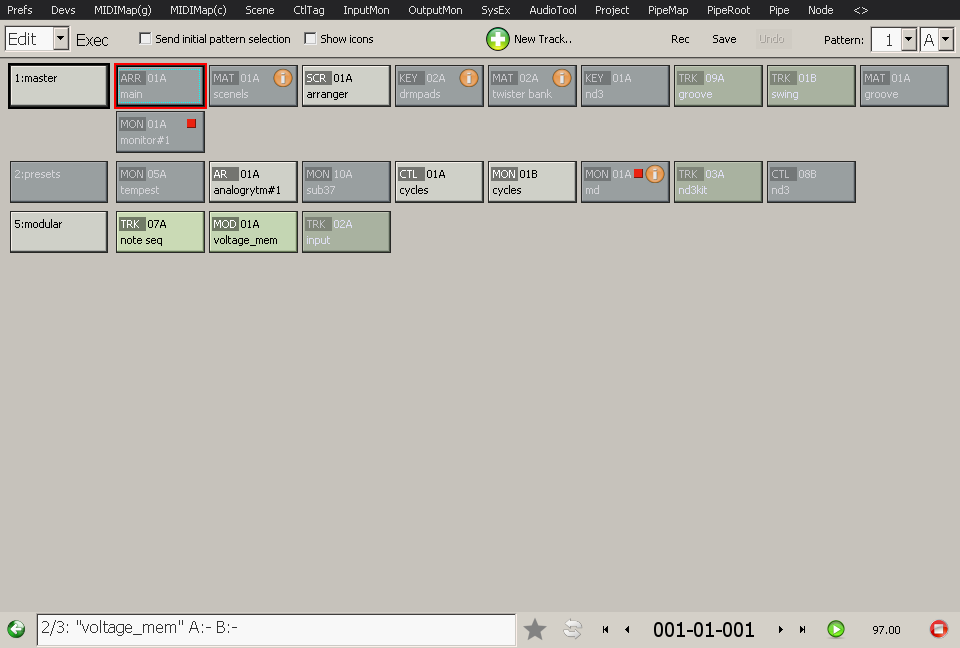 Prefs Devs MIDIMap(g) MIDIMap(c) Scene CtlTag InputMon OutputMon SysEx AudioTool Project PipeMap PipeRoot Pipe Node <>
Edit Exec Send initial pattern selection Show icons New Track.. Rec Save Undo Pattern: 1 A
1:master
ARR 01A
main
MAT 01A
scenels
SCR 01A
arranger
KEY 02A
drmpads
MAT 02A
twister bank
KEY 01A
nd3
TRK 09A
groove
TRK 01B
swing
MAT 01A
groove
MON 01A
monitor#1
2:presets
MON 05A
tempest
AR 01A
analogrytm#1
MON 10A
sub37
CTL 01A
cycles
MON 01B
cycles
MON 01A
md
TRK 03A
nd3kit
CTL 08B
nd3
5:modular
TRK 07A
note seq
MOD 01A
voltage_mem
TRK 02A
input
2/3: "voltage_mem" A:- B:- 001-01-001 97.00